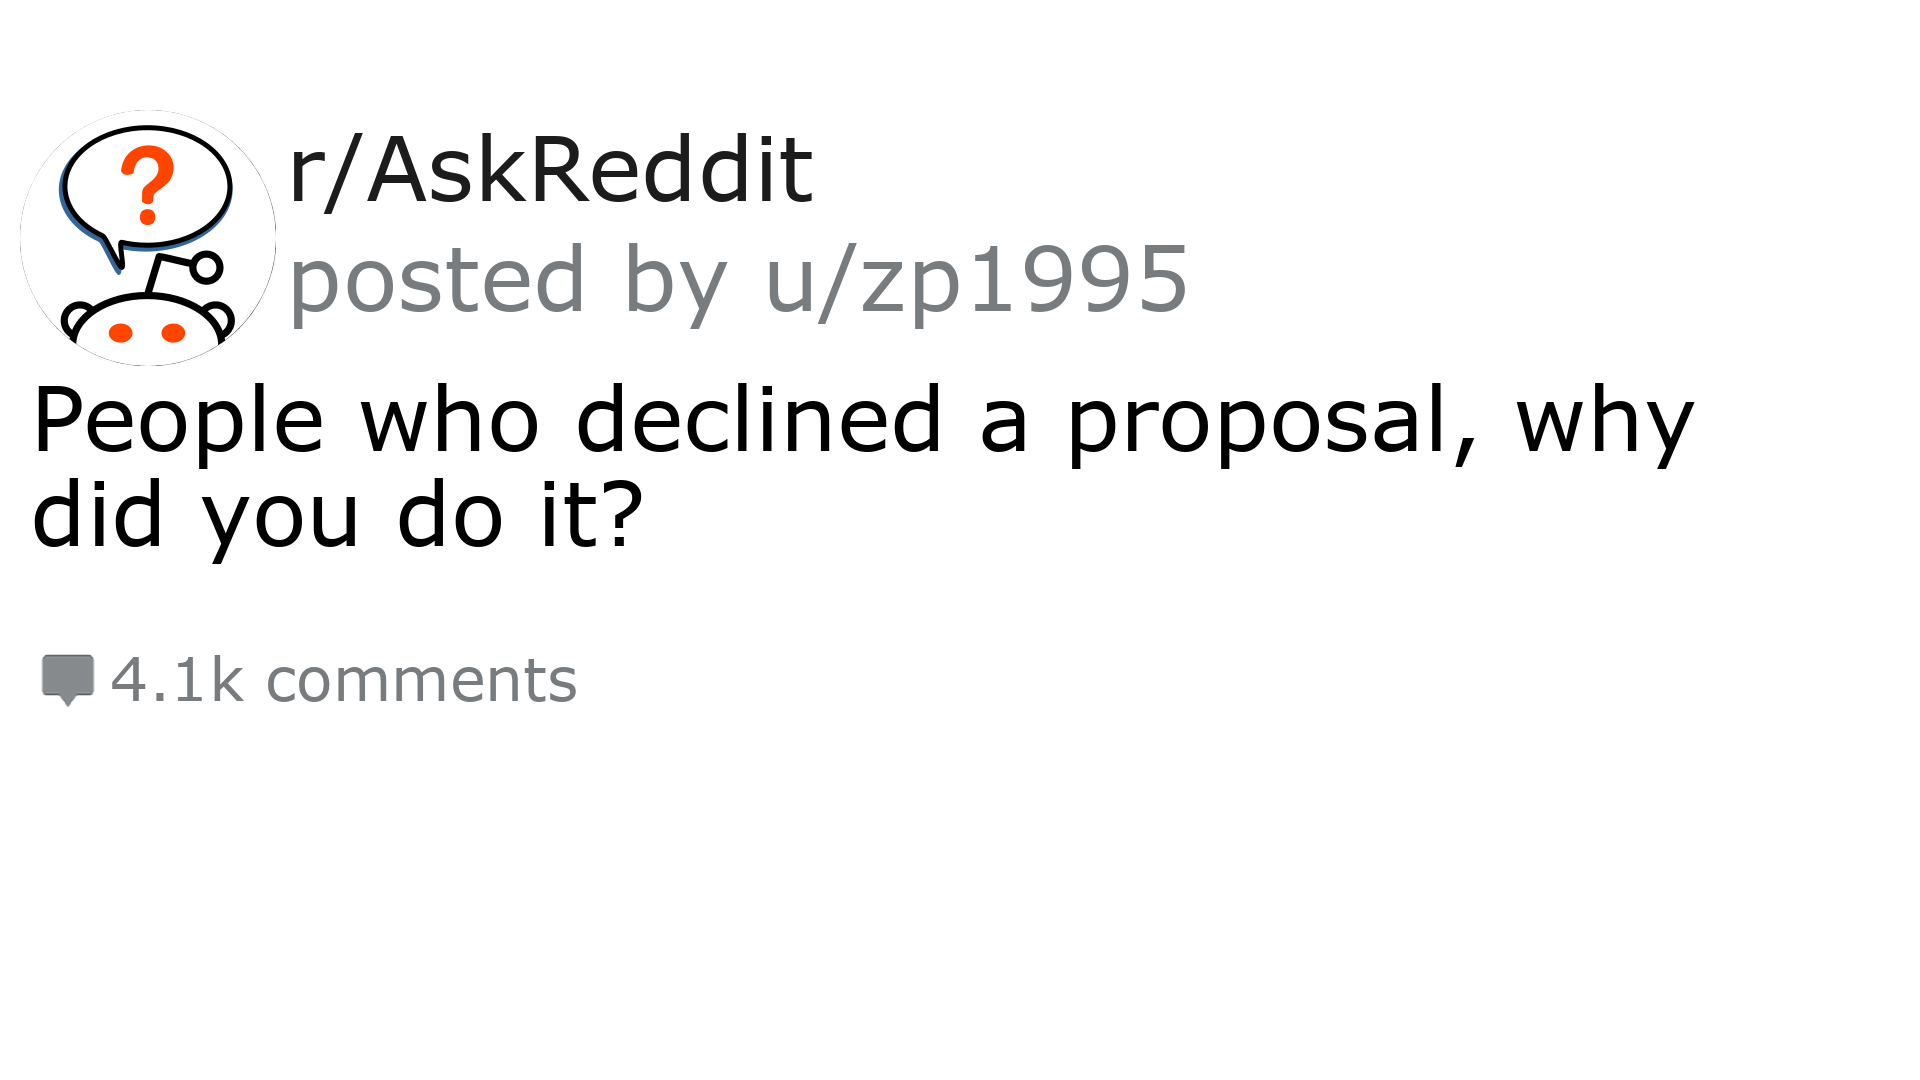 ?
r/AskReddit
posted by u/zp1995
People who declined a proposal, why
did you do it?
4.1k comments